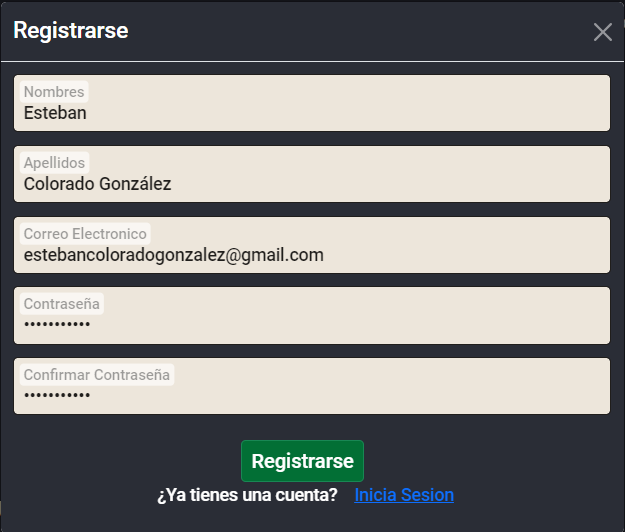 Registrarse
Nombres
Esteban
Apellidos
Colorado González
Correo Electronico
estebancoloradogonzalez@gmail.com
Contraseña
•••••••••••
Confirmar Contraseña
•••••••••••
Registrarse
¿Ya tienes una cuenta? Inicia Sesion